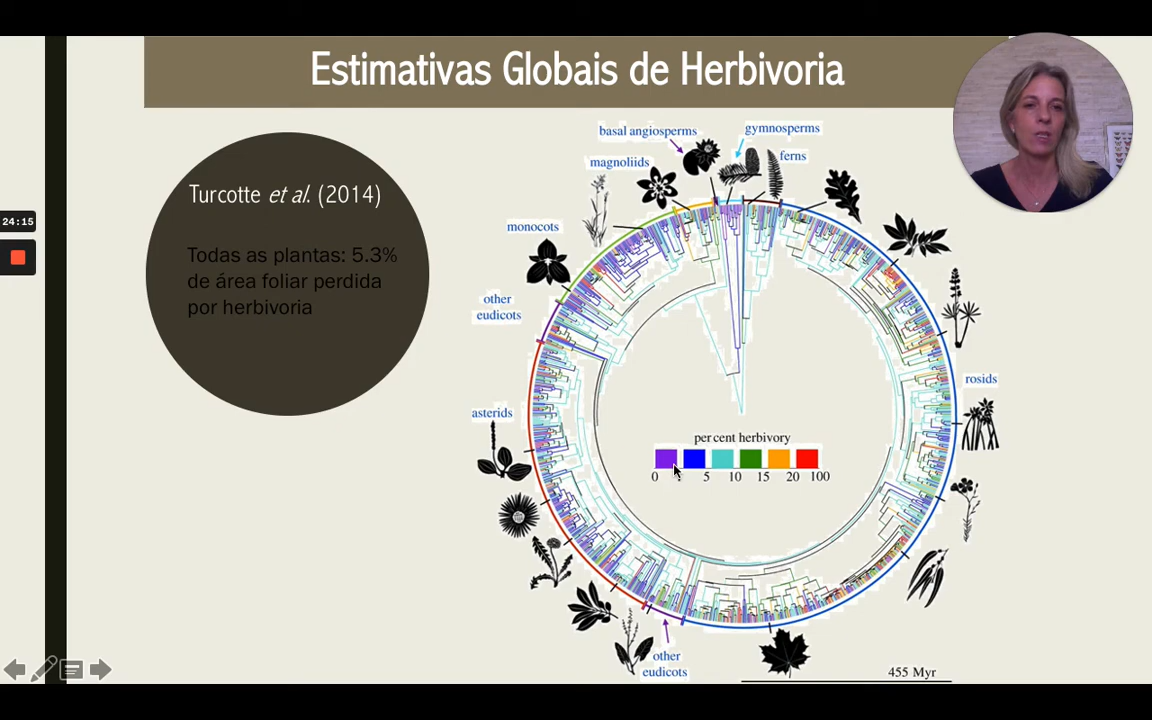 Estimativas Globais de Herbivoria
Turcotte et al. (2014)
Todas as plantas: 5.3%
de área foliar perdida
por herbivoria
24:15
basal angiosperms
gymnosperms
magnoliids
ferns
monocots
other
eudicots
asterids
rosids
per cent herbivory
0 5 10 15 20 100
other
eudicots
455 Myr